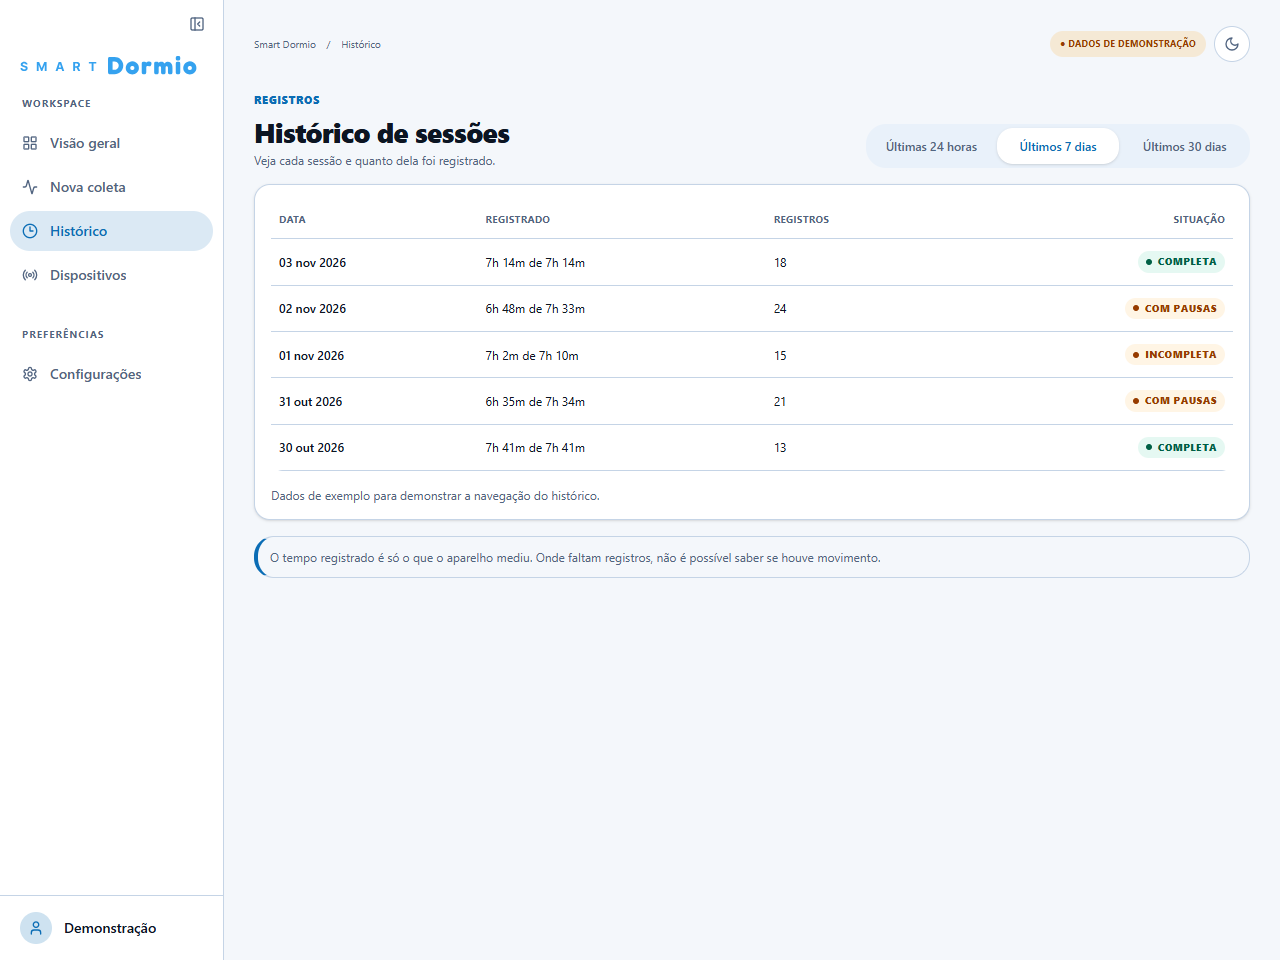 SMART Dormio
WORKSPACE
Visão geral
Nova coleta
Histórico
Dispositivos
PREFERÊNCIAS
Configurações
Demonstração
Smart Dormio / Histórico
• DADOS DE DEMONSTRAÇÃO
REGISTROS
Histórico de sessões
Veja cada sessão e quanto dela foi registrado.
Últimas 24 horas Últimos 7 dias Últimos 30 dias
DATA REGISTRADO REGISTROS SITUAÇÃO
03 nov 2026 7h 14m de 7h 14m 18 • COMPLETA
02 nov 2026 6h 48m de 7h 33m 24 • COM PAUSAS
01 nov 2026 7h 2m de 7h 10m 15 • INCOMPLETA
31 out 2026 6h 35m de 7h 34m 21 • COM PAUSAS
30 out 2026 7h 41m de 7h 41m 13 • COMPLETA
Dados de exemplo para demonstrar a navegação do histórico.
O tempo registrado é só o que o aparelho mediu. Onde faltam registros, não é possível saber se houve movimento.